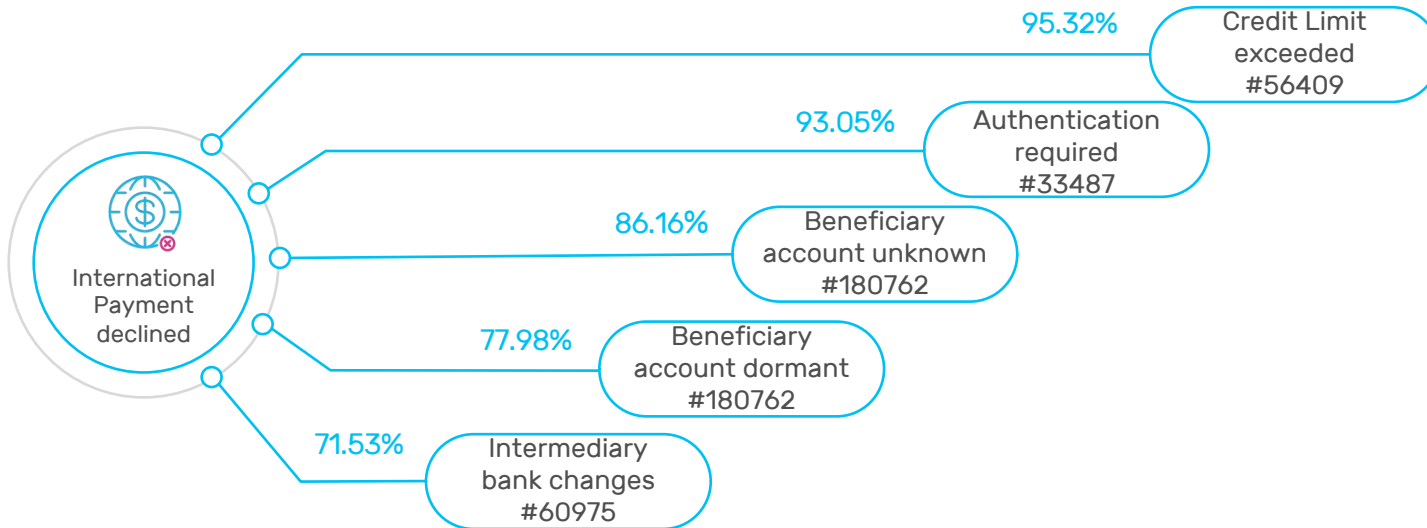 95.32%
Credit Limit
exceeded
#56409
93.05%
Authentication
required
#33487
86.16%
Beneficiary
account unknown
#180762
$
International
Payment
declined
77.98%
Beneficiary
account dormant
#180762
71.53%
Intermediary
bank changes
#60975